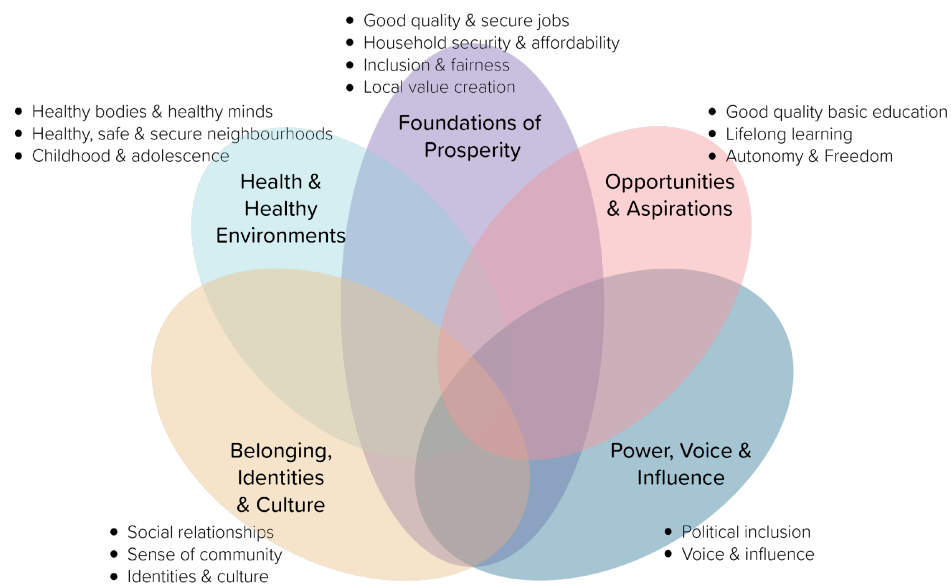 • Good quality & secure jobs
• Household security & affordability
• Inclusion & fairness
• Local value creation
Foundations of
Prosperity
• Healthy bodies & healthy minds
• Healthy, safe & secure neighbourhoods
• Childhood & adolescence
Health &
Healthy
Environments
• Good quality basic education
• Lifelong learning
• Autonomy & Freedom
Opportunities
& Aspirations
Belonging,
Identities
& Culture
• Social relationships
• Sense of community
• Identities & culture
Power, Voice &
Influence
• Political inclusion
• Voice & influence